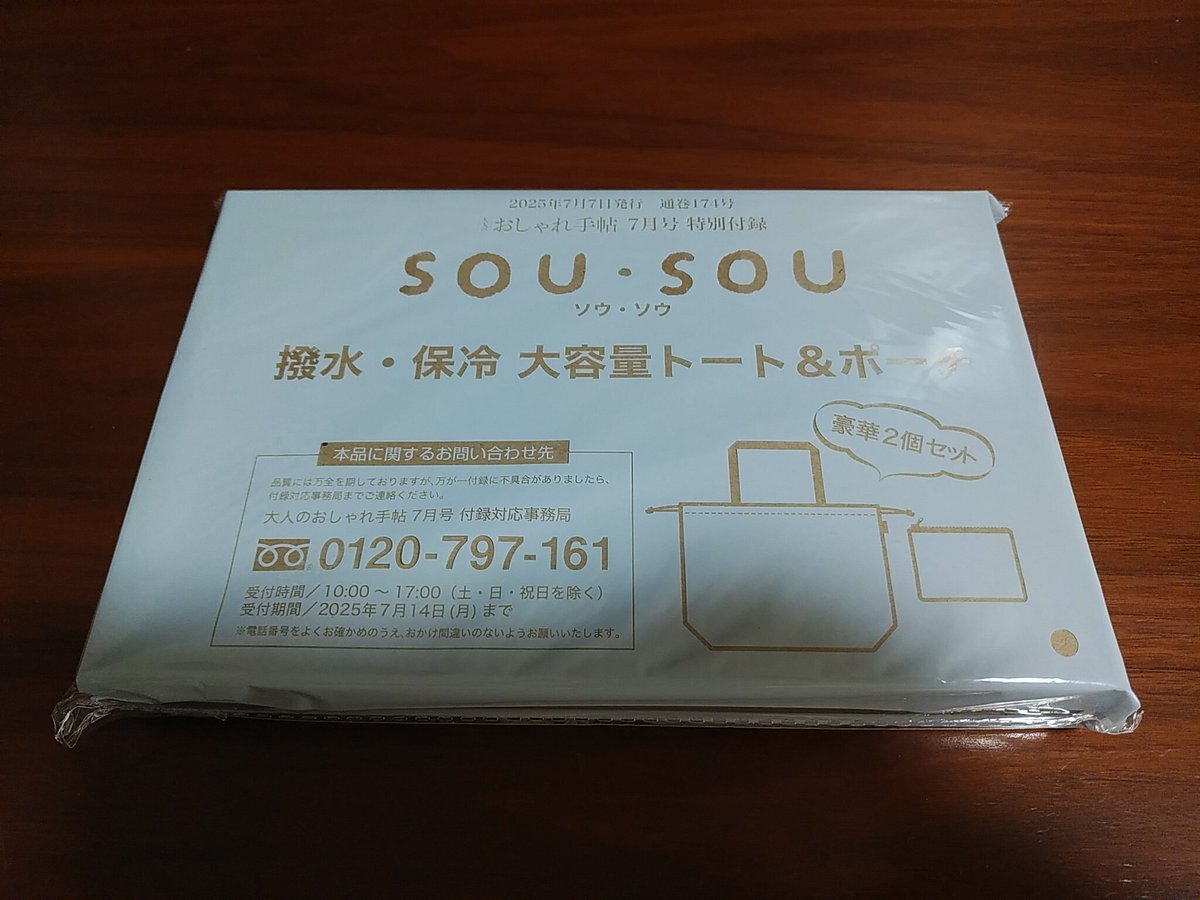 2025年7月7日発行　通巻174号
大人のおしゃれ手帖 7月号 特別付録
SOU・SOU
ソウ・ソウ
撥水・保冷 大容量トート＆ポーチ
豪華2個セット
本品に関するお問い合わせ先
品質には万全を期しておりますが、万が一付録に不具合がありましたら、
付録対応事務局までご連絡ください。
大人のおしゃれ手帖 7月号 付録対応事務局
0120-797-161
受付時間／10:00～17:00（土・日・祝日を除く）
受付期間／2025年7月14日(月)まで
※電話番号をよくお確かめのうえ、おかけ間違いのないようお願いいたします。